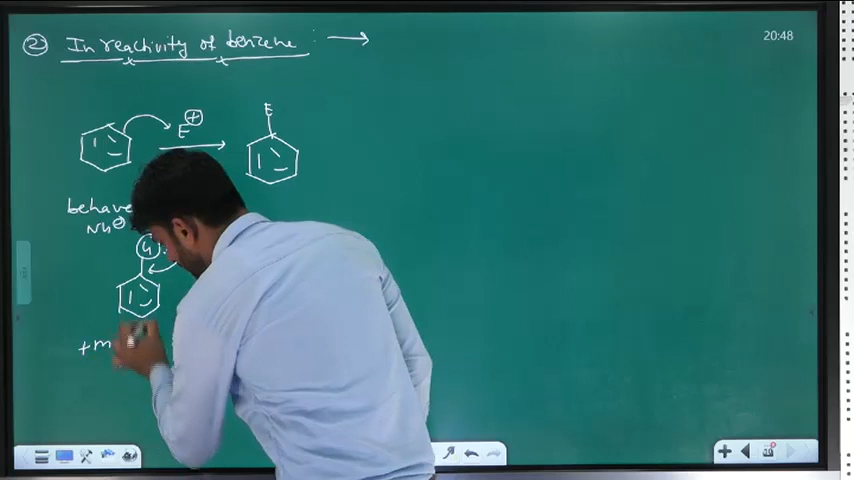 ② In reactivity of benzene : →
20:48
E
E⊕
behave
Nu⊖
G
+m